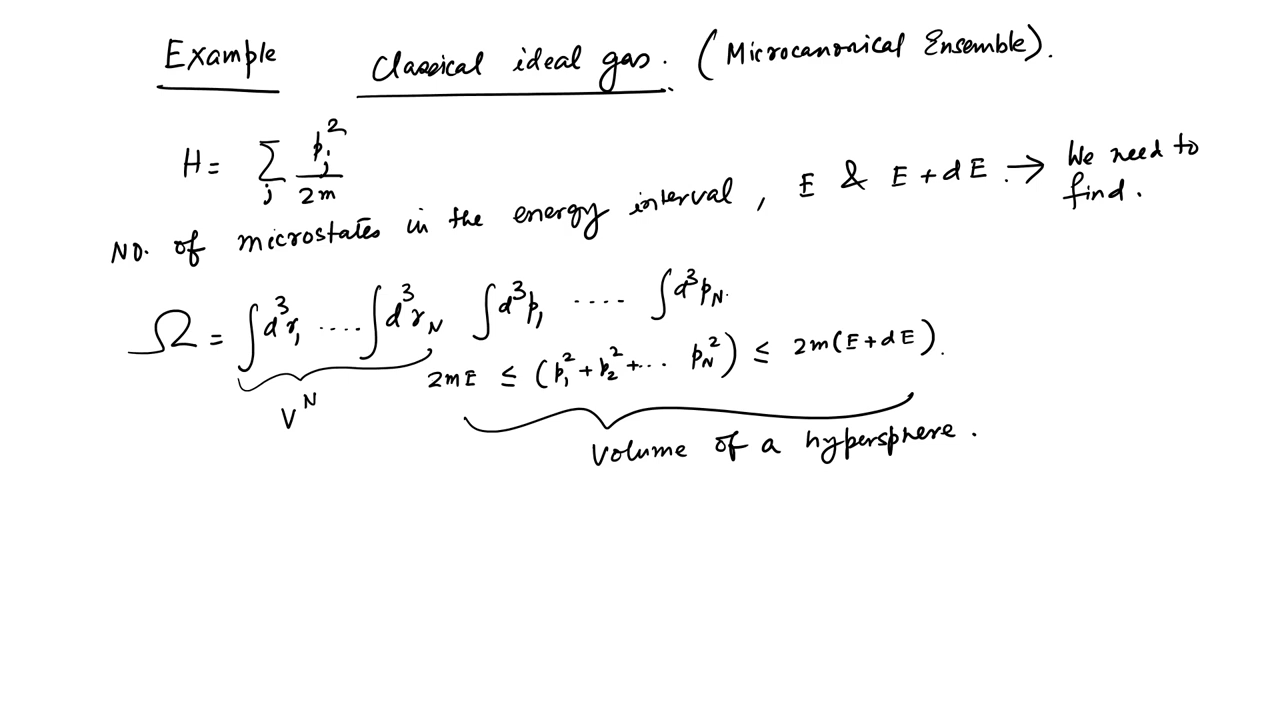 Example Classical ideal gas. (Microcanonical Ensemble).
H = ∑_j p_j^2 / 2m
NO. of microstates in the energy interval, E & E + dE. → We need to find.
Ω = ∫d^3r_1 .... ∫d^3r_N ∫d^3p_1 .... ∫d^3p_N
2mE ≤ (p_1^2 + p_2^2 + ... p_N^2) ≤ 2m(E + dE).
V^N
Volume of a hypersphere.